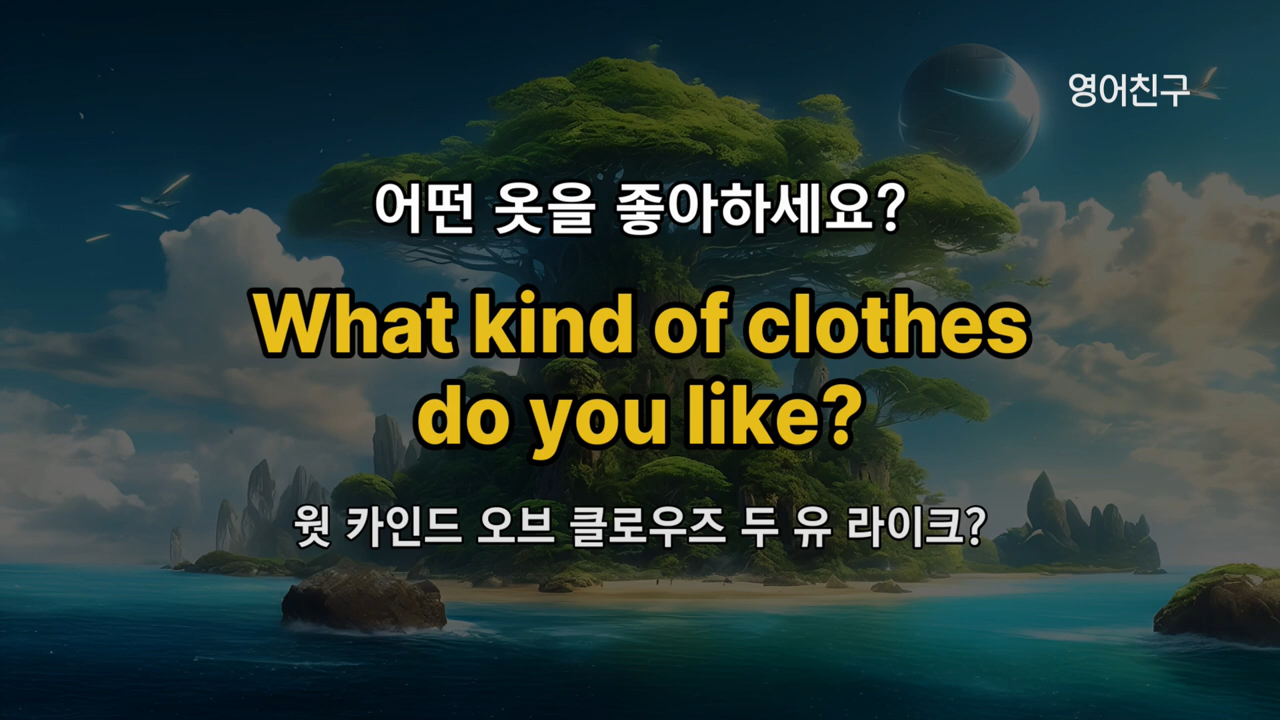 영어친구
어떤 옷을 좋아하세요?
What kind of clothes
do you like?
웟 카인드 오브 클로우즈 두 유 라이크?